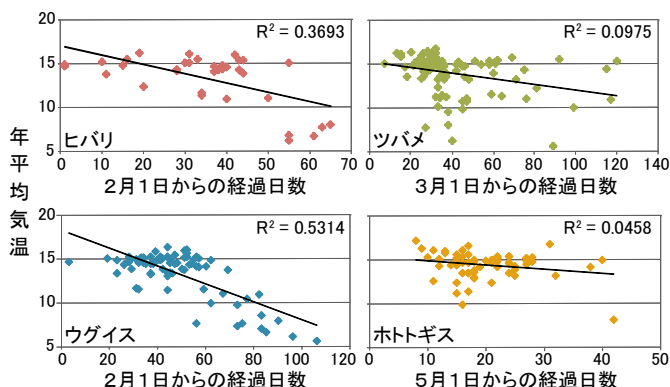 年平均気温
R² = 0.3693
20
15
10
5
ヒバリ
0 10 20 30 40 50 60 70
2月1日からの経過日数
R² = 0.0975
ツバメ
0 20 40 60 80 100 120 140
3月1日からの経過日数
R² = 0.5314
20
15
10
5
ウグイス
0 20 40 60 80 100 120
2月1日からの経過日数
R² = 0.0458
ホトトギス
0 10 20 30 40 50
5月1日からの経過日数